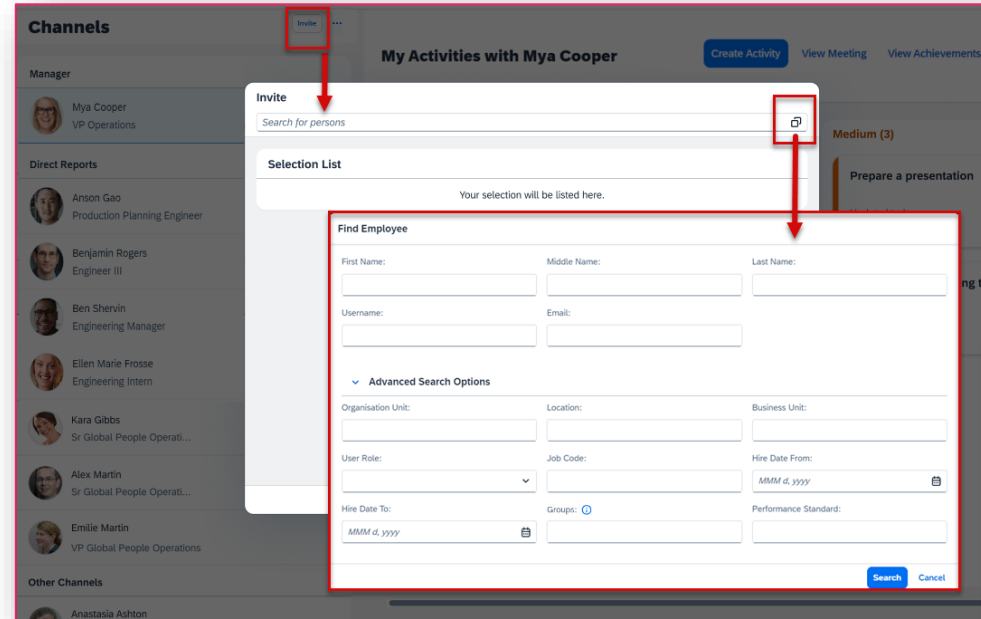 Channels
Invite
...
My Activities with Mya Cooper
Create Activity
View Meeting
View Achievements
Manager
Mya Cooper
VP Operations
Direct Reports
Anson Gao
Production Planning Engineer
Benjamin Rogers
Engineer III
Ben Shervin
Engineering Manager
Ellen Marie Frosse
Engineering Intern
Kara Gibbs
Sr Global People Operati...
Alex Martin
Sr Global People Operati...
Emilie Martin
VP Global People Operations
Other Channels
Anastasia Ashton
Invite
Search for persons
Selection List
Your selection will be listed here.
Medium (3)
Prepare a presentation
Find Employee
First Name:
Middle Name:
Last Name:
Username:
Email:
Advanced Search Options
Organisation Unit:
Location:
Business Unit:
User Role:
Job Code:
Hire Date From:
MMM d, yyyy
Hire Date To:
Groups:
Performance Standard:
MMM d, yyyy
Search
Cancel